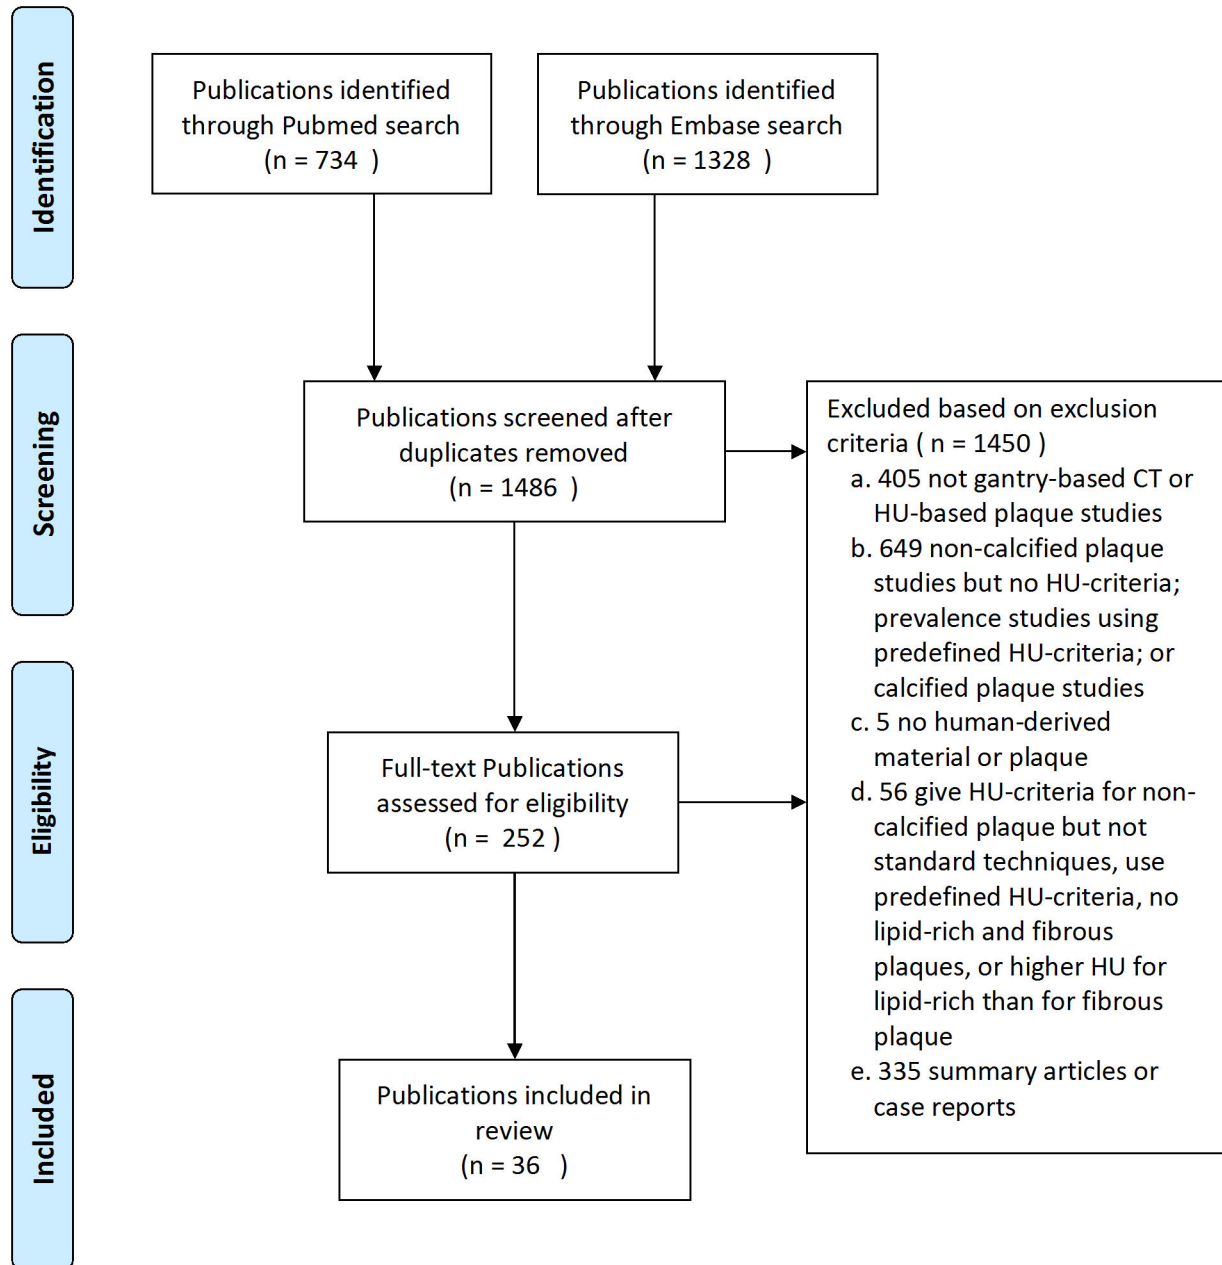 Identification
Publications identified
through Pubmed search
(n = 734 )
Publications identified
through Embase search
(n = 1328 )
Screening
Publications screened after
duplicates removed
(n = 1486 )
Excluded based on exclusion
criteria ( n = 1450 )
a. 405 not gantry-based CT or
HU-based plaque studies
b. 649 non-calcified plaque
studies but no HU-criteria;
prevalence studies using
predefined HU-criteria; or
calcified plaque studies
c. 5 no human-derived
material or plaque
d. 56 give HU-criteria for non-
calcified plaque but not
standard techniques, use
predefined HU-criteria, no
lipid-rich and fibrous
plaques, or higher HU for
lipid-rich than for fibrous
plaque
e. 335 summary articles or
case reports
Eligibility
Full-text Publications
assessed for eligibility
(n = 252 )
Included
Publications included in
review
(n = 36 )